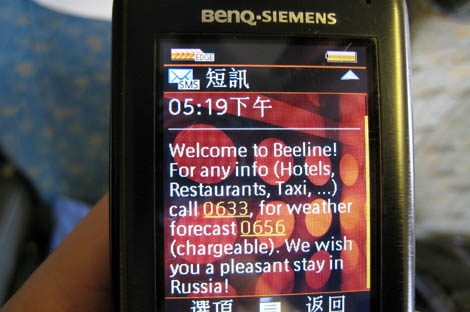 BENQ-SIEMENS
EDGE
SMS 短訊
05:19下午
Welcome to Beeline!
For any info (Hotels,
Restaurants, Taxi, ...)
call 0633, for weather
forecast 0656
(chargeable). We wish
you a pleasant stay in
Russia!
選項 返回